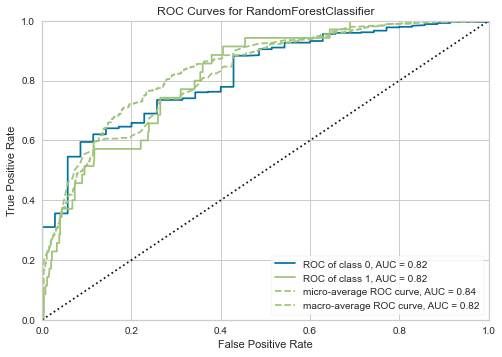 ROC Curves for RandomForestClassifier
1.0
0.8
0.6
0.4
0.2
0.0
True Positive Rate
0.0 0.2 0.4 0.6 0.8 1.0
False Positive Rate
ROC of class 0, AUC = 0.82
ROC of class 1, AUC = 0.82
micro-average ROC curve, AUC = 0.84
macro-average ROC curve, AUC = 0.82